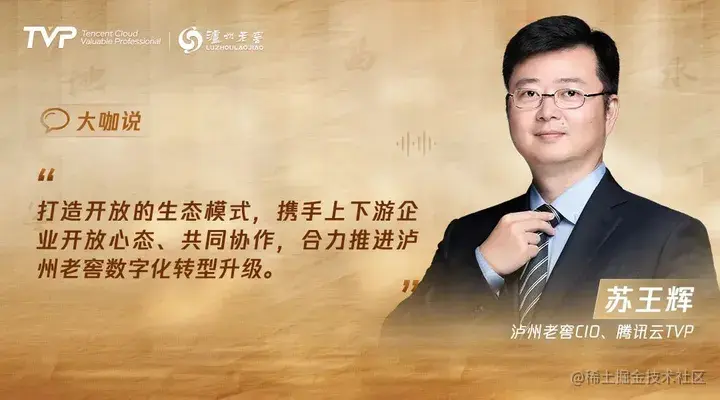 TVP
Tencent Cloud
Valuable Professional
泸州老窖
LUZHOULAOJIAO
大咖说
“
打造开放的生态模式，携手上下游企
业开放心态、共同协作，合力推进泸
州老窖数字化转型升级。
”
苏王辉
泸州老窖CIO、腾讯云TVP
@稀土掘金技术社区